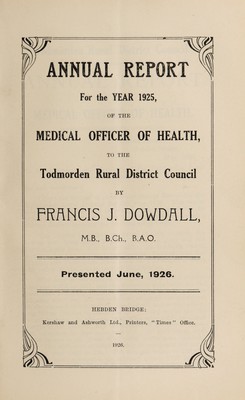 ANNUAL REPORT
For the YEAR 1925,
OF THE
MEDICAL OFFICER OF HEALTH,
TO THE
Todmorden Rural District Council
BY
FRANCIS J. DOWDALL,
M.B., B.Ch., B.A.O.
Presented June, 1926.
HEBDEN BRIDGE:
Kershaw and Ashworth Ltd., Printers, "Times" Office.
1926.